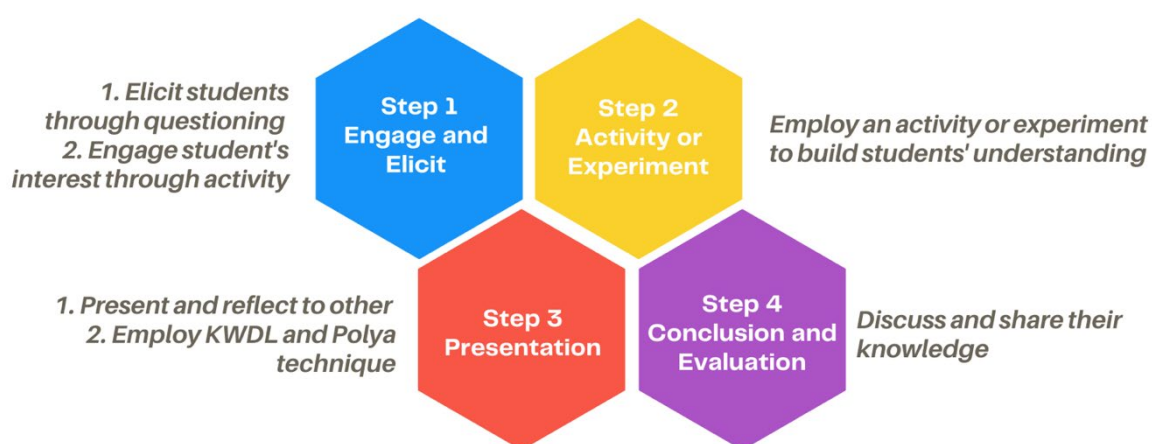 1. Elicit students
through questioning
2. Engage student's
interest through activity
Step 1
Engage and
Elicit
Step 2
Activity or
Experiment
Employ an activity or experiment
to build students' understanding
1. Present and reflect to other
2. Employ KWDL and Polya
technique
Step 3
Presentation
Step 4
Conclusion and
Evaluation
Discuss and share their
knowledge